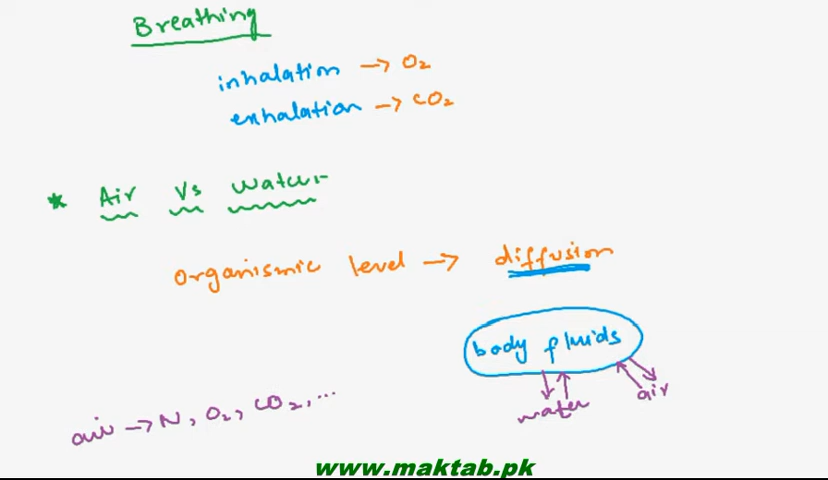 Breathing
inhalation → O₂
exhalation → CO₂
* Air Vs Water
Organismic level → diffusion
body fluids
water air
air → N, O₂, CO₂, ...
www.maktab.pk